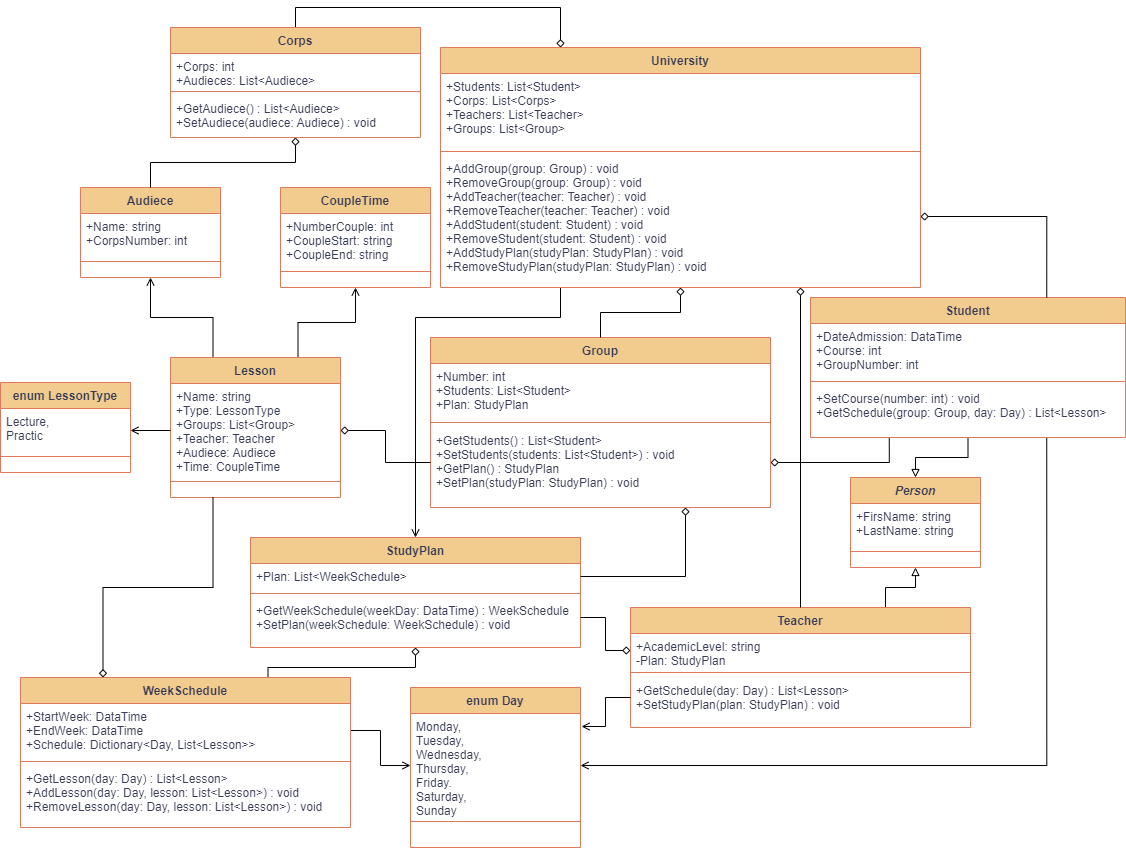 Corps
+Corps: int
+Audieces: List<Audiece>
+GetAudiece() : List<Audiece>
+SetAudiece(audiece: Audiece) : void
University
+Students: List<Student>
+Corps: List<Corps>
+Teachers: List<Teacher>
+Groups: List<Group>
+AddGroup(group: Group) : void
+RemoveGroup(group: Group) : void
+AddTeacher(teacher: Teacher) : void
+RemoveTeacher(teacher: Teacher) : void
+AddStudent(student: Student) : void
+RemoveStudent(student: Student) : void
+AddStudyPlan(studyPlan: StudyPlan) : void
+RemoveStudyPlan(studyPlan: StudyPlan) : void
Audiece
+Name: string
+CorpsNumber: int
CoupleTime
+NumberCouple: int
+CoupleStart: string
+CoupleEnd: string
Student
+DateAdmission: DataTime
+Course: int
+GroupNumber: int
+SetCourse(number: int) : void
+GetSchedule(group: Group, day: Day) : List<Lesson>
Group
+Number: int
+Students: List<Student>
+Plan: StudyPlan
+GetStudents() : List<Student>
+SetStudents(students: List<Student>) : void
+GetPlan() : StudyPlan
+SetPlan(studyPlan: StudyPlan) : void
Lesson
+Name: string
+Type: LessonType
+Groups: List<Group>
+Teacher: Teacher
+Audiece: Audiece
+Time: CoupleTime
enum LessonType
Lecture,
Practic
Person
+FirsName: string
+LastName: string
StudyPlan
+Plan: List<WeekSchedule>
+GetWeekSchedule(weekDay: DataTime) : WeekSchedule
+SetPlan(weekSchedule: WeekSchedule) : void
Teacher
+AcademicLevel: string
-Plan: StudyPlan
+GetSchedule(day: Day) : List<Lesson>
+SetStudyPlan(plan: StudyPlan) : void
WeekSchedule
+StartWeek: DataTime
+EndWeek: DataTime
+Schedule: Dictionary<Day, List<Lesson>>
+GetLesson(day: Day) : List<Lesson>
+AddLesson(day: Day, lesson: List<Lesson>) : void
+RemoveLesson(day: Day, lesson: List<Lesson>) : void
enum Day
Monday,
Tuesday,
Wednesday,
Thursday,
Friday.
Saturday,
Sunday